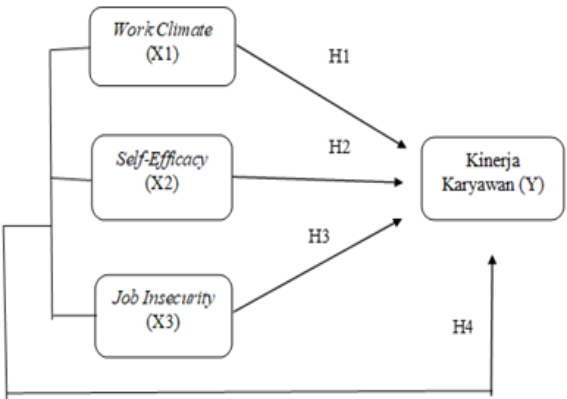 Work Climate
(X1)
H1
Self-Efficacy
(X2)
H2
Kinerja
Karyawan (Y)
Job Insecurity
(X3)
H3
H4